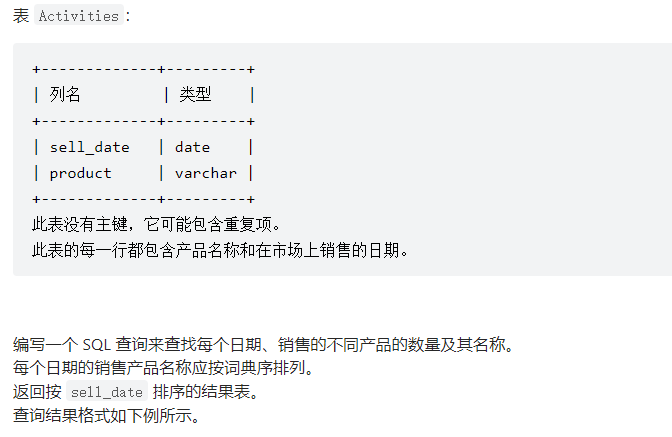 表 Activities：
+-------------+---------+
| 列名         | 类型    |
+-------------+---------+
| sell_date   | date    |
| product     | varchar |
+-------------+---------+
此表没有主键，它可能包含重复项。
此表的每一行都包含产品名称和在市场上销售的日期。
编写一个 SQL 查询来查找每个日期、销售的不同产品的数量及其名称。
每个日期的销售产品名称应按词典序排列。
返回按 sell_date 排序的结果表。
查询结果格式如下例所示。